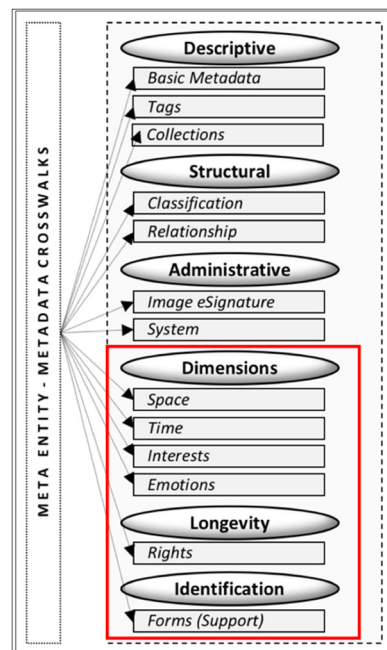 META ENTITY - METADATA CROSSWALKS
Descriptive
Basic Metadata
Tags
Collections
Structural
Classification
Relationship
Administrative
Image eSignature
System
Dimensions
Space
Time
Interests
Emotions
Longevity
Rights
Identification
Forms (Support)